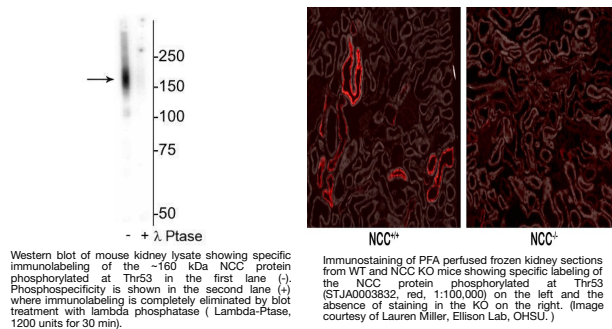 -250
-150
-100
-75
-50
- + λ Ptase
Western blot of mouse kidney lysate showing specific
immunolabeling of the ~160 kDa NCC protein
phosphorylated at Thr53 in the first lane (-).
Phosphospecificity is shown in the second lane (+)
where immunolabeling is completely eliminated by blot
treatment with lambda phosphatase ( Lambda-Ptase,
1200 units for 30 min).
NCC+/+
NCC-/-
Immunostaining of PFA perfused frozen kidney sections
from WT and NCC KO mice showing specific labeling of
the NCC protein phosphorylated at Thr53
(STJA0003832, red, 1:100,000) on the left and the
absence of staining in the KO on the right. (Image
courtesy of Lauren Miller, Ellison Lab, OHSU. )